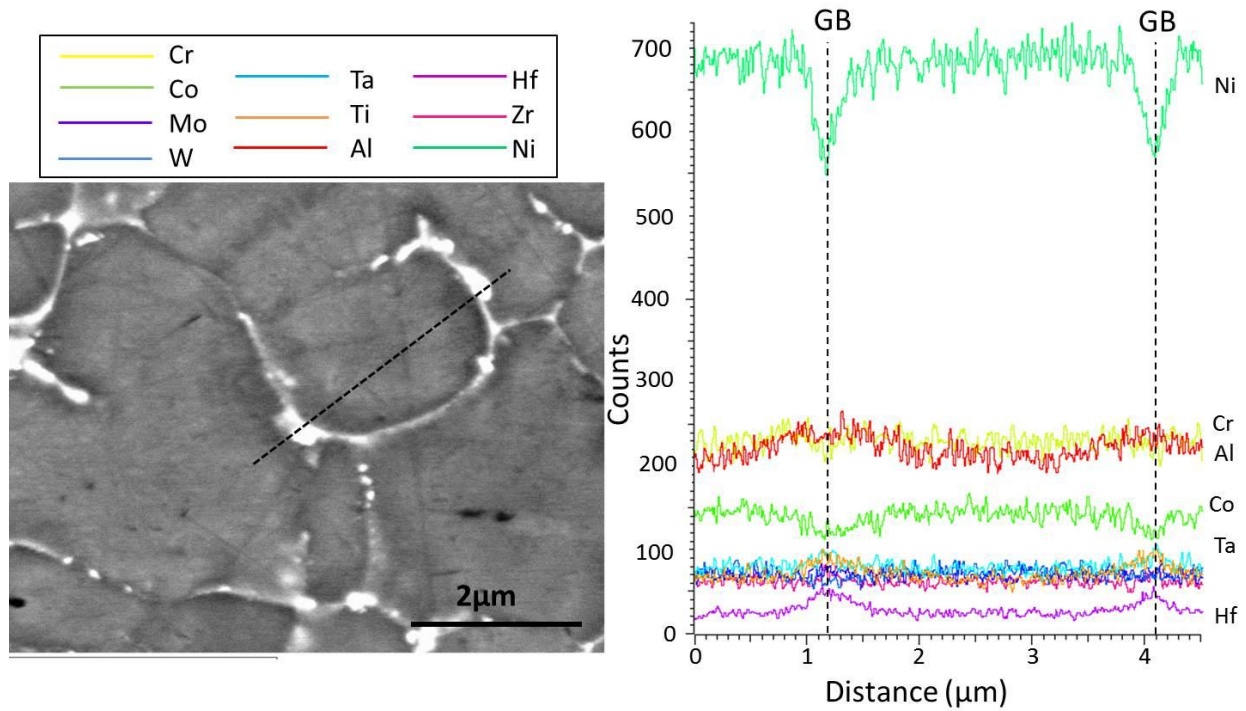 Cr
Co
Mo
W
Ta
Ti
Al
Hf
Zr
Ni
2μm
GB GB
700
600
500
400
300
200
100
0
Counts
Ni
Cr
Al
Co
Ta
Hf
0 1 2 3 4
Distance (μm)